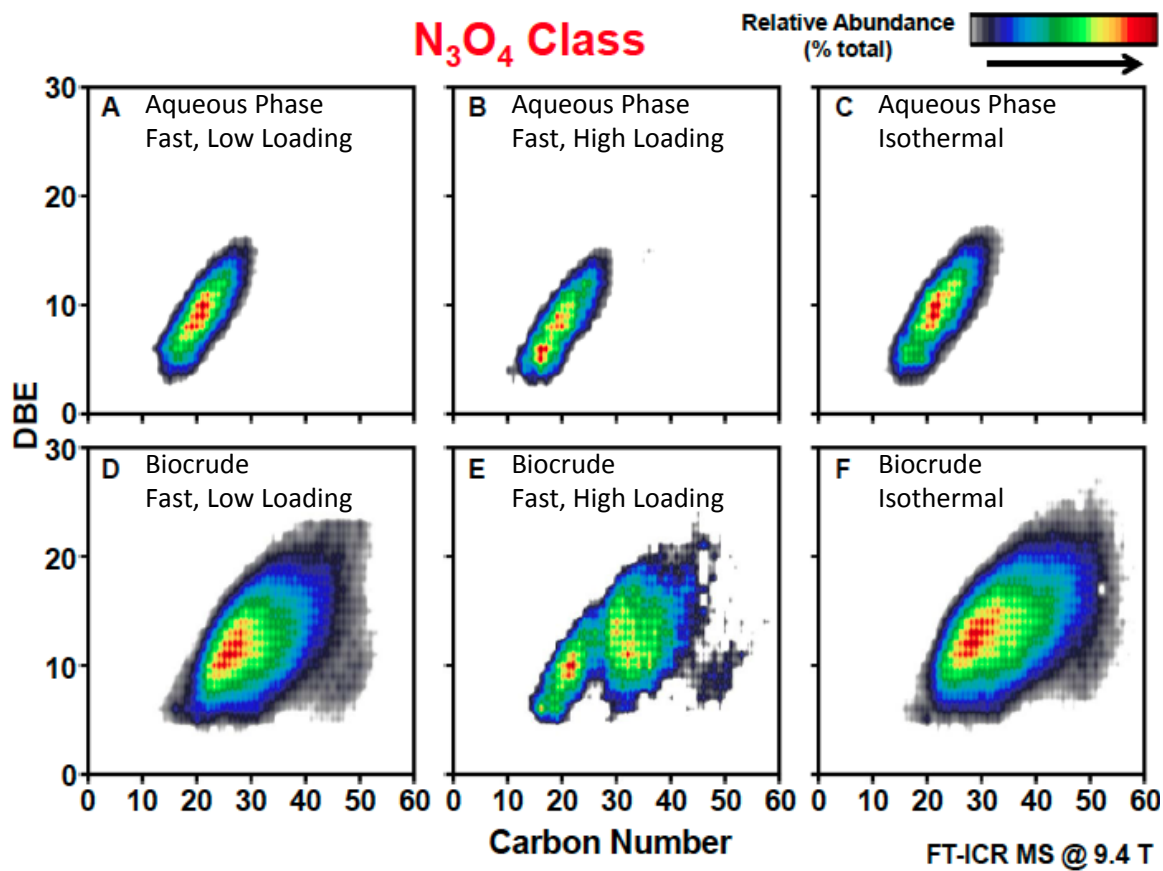 N₃O₄ Class
Relative Abundance
(% total)
A Aqueous Phase
Fast, Low Loading
B Aqueous Phase
Fast, High Loading
C Aqueous Phase
Isothermal
30
20
10
0
DBE
D Biocrude
Fast, Low Loading
E Biocrude
Fast, High Loading
F Biocrude
Isothermal
30
20
10
0
0 10 20 30 40 50 60
0 10 20 30 40 50 60
0 10 20 30 40 50 60
Carbon Number
FT-ICR MS @ 9.4 T